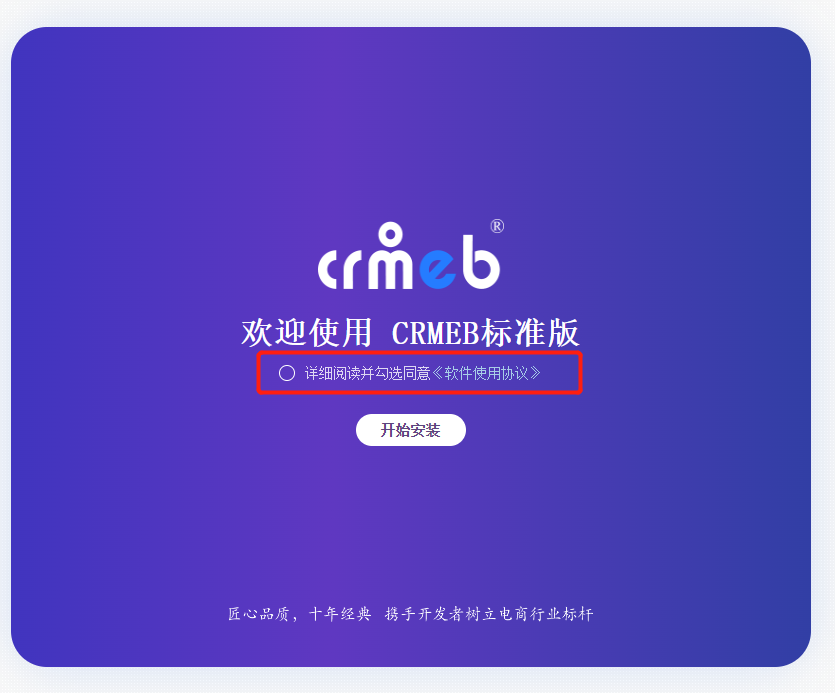 crmeb®
欢迎使用 CRMEB标准版
详细阅读并勾选同意《软件使用协议》
开始安装
匠心品质，十年经典 携手开发者树立电商行业标杆